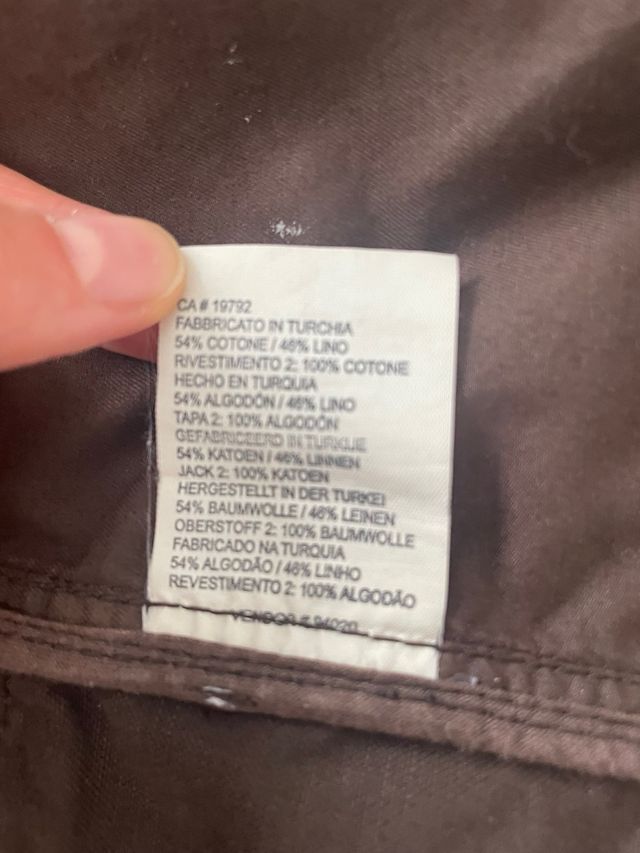 CA # 19792
FABBRICATO IN TURCHIA
54% COTONE / 46% LINO
RIVESTIMENTO 2: 100% COTONE
HECHO EN TURQUIA
54% ALGODÓN / 46% LINO
TAPA 2: 100% ALGODÓN
GEFABRICEERD IN TURKIJE
54% KATOEN / 46% LINNEN
JACK 2: 100% KATOEN
HERGESTELLT IN DER TURKEI
54% BAUMWOLLE / 46% LEINEN
OBERSTOFF 2: 100% BAUMWOLLE
FABRICADO NA TURQUIA
54% ALGODÃO / 46% LINHO
REVESTIMENTO 2: 100% ALGODÃO
VENDOR #